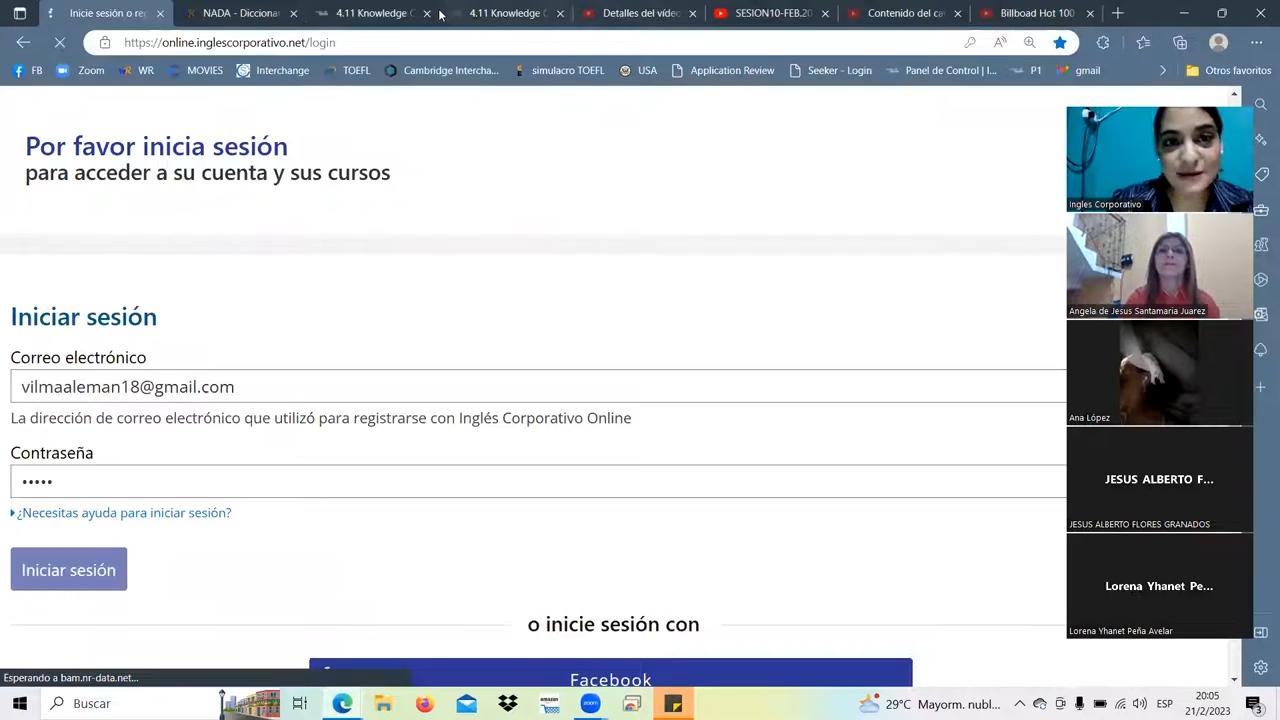 Inicie sesión o reg
NADA - Dicciona
4.11 Knowledge C
4.11 Knowledge C
Detalles del vídeo
SESION10-FEB.20
Contenido del ca
Billboad Hot 100
https://online.inglescorporativo.net/login
FB
Zoom
WR
MOVIES
Interchange
TOEFL
Cambridge Intercha...
simulacro TOEFL
USA
Application Review
Seeker - Login
Panel de Control | I...
P1
gmail
Otros favoritos
Por favor inicia sesión
para acceder a su cuenta y sus cursos
Iniciar sesión
Correo electrónico
vilmaaleman18@gmail.com
La dirección de correo electrónico que utilizó para registrarse con Inglés Corporativo Online
Contraseña
•••••
¿Necesitas ayuda para iniciar sesión?
Iniciar sesión
o inicie sesión con
Facebook
Esperando a bam.nr-data.net...
Ingles Corporativo
Angela de Jesus Santamaria Juarez
Ana López
JESUS ALBERTO F...
JESUS ALBERTO FLORES GRANADOS
Lorena Yhanet Pe...
Lorena Yhanet Peña Avelar
Buscar
29°C Mayorm. nubl...
20:05
21/2/2023
3